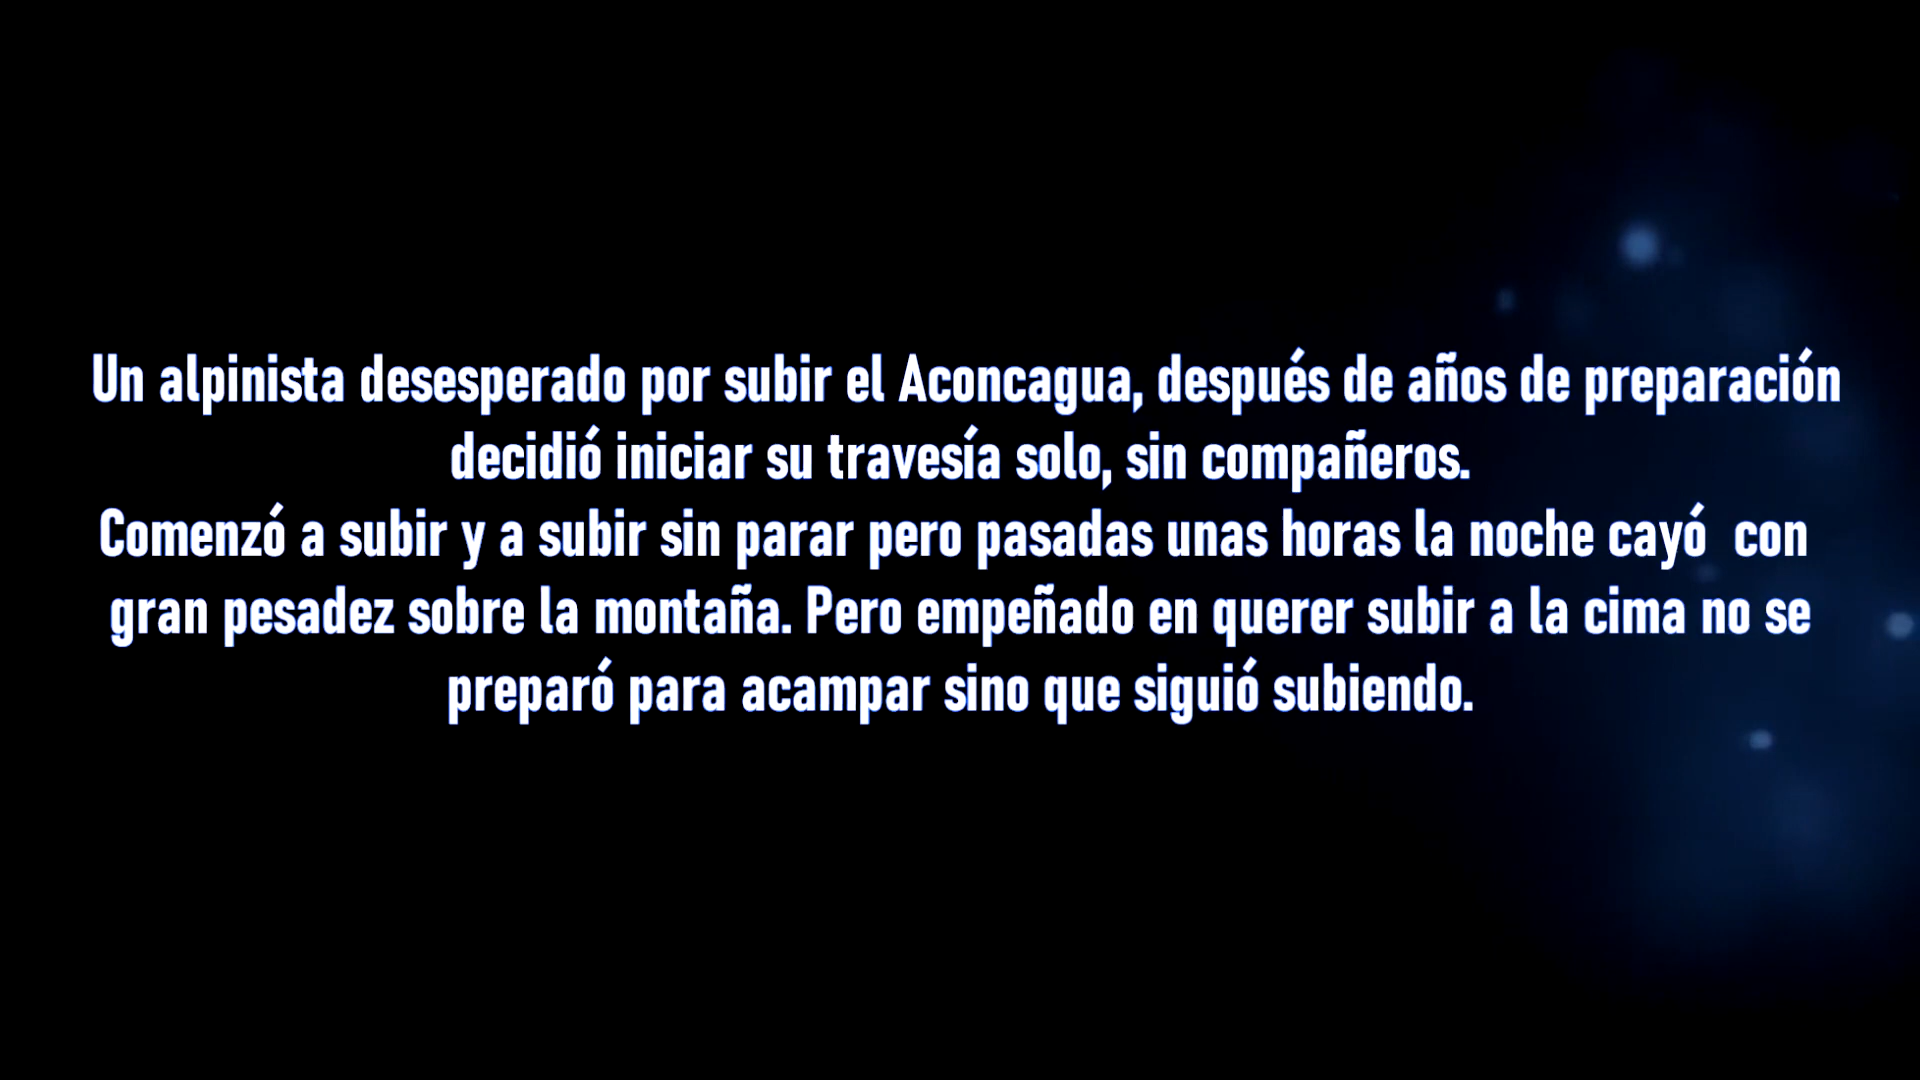 Un alpinista desesperado por subir el Aconcagua, después de años de preparación
decidió iniciar su travesía solo, sin compañeros.
Comenzó a subir y a subir sin parar pero pasadas unas horas la noche cayó  con
gran pesadez sobre la montaña. Pero empeñado en querer subir a la cima no se
preparó para acampar sino que siguió subiendo.